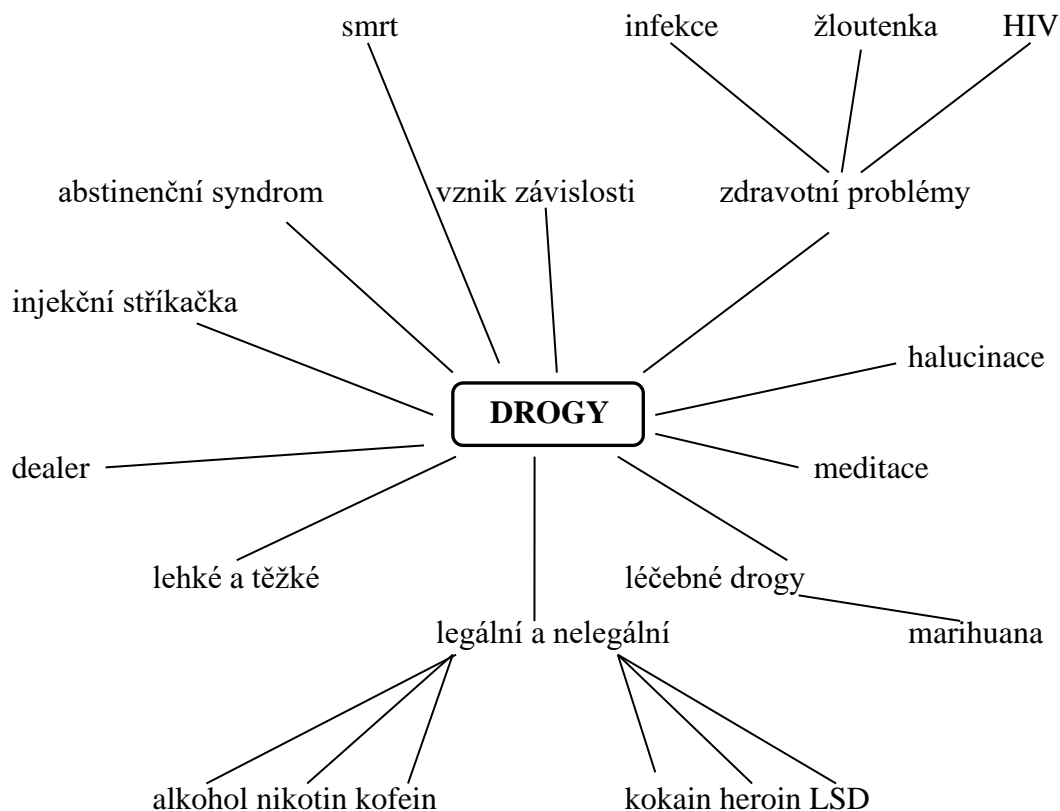 smrt infekce žloutenka HIV
abstinenční syndrom vznik závislosti zdravotní problémy
injekční stříkačka
halucinace
DROGY
dealer meditace
lehké a těžké léčebné drogy
legální a nelegální marihuana
alkohol nikotin kofein kokain heroin LSD